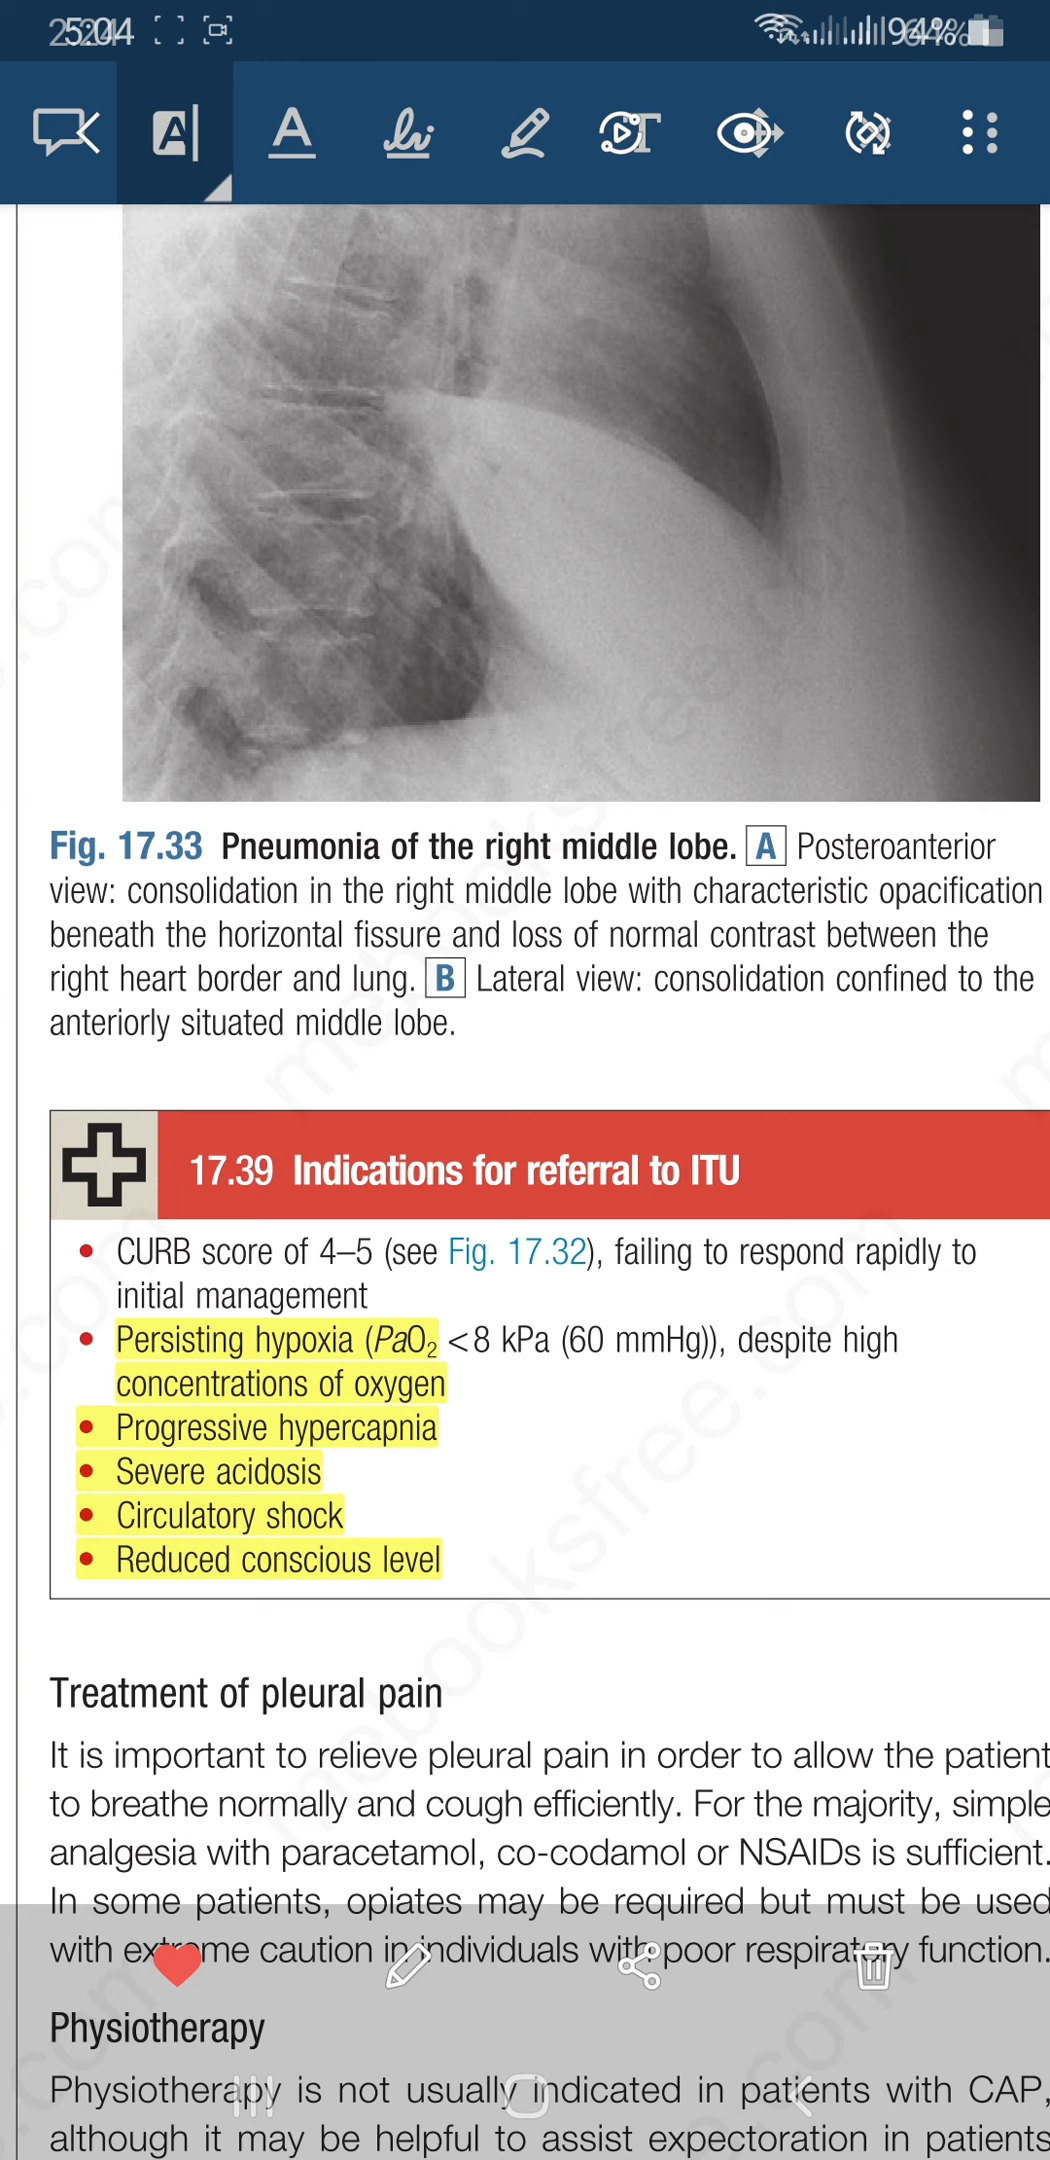 Fig. 17.33 Pneumonia of the right middle lobe. A Posteroanterior
view: consolidation in the right middle lobe with characteristic opacification
beneath the horizontal fissure and loss of normal contrast between the
right heart border and lung. B Lateral view: consolidation confined to the
anteriorly situated middle lobe.
17.39 Indications for referral to ITU
• CURB score of 4–5 (see Fig. 17.32), failing to respond rapidly to
initial management
• Persisting hypoxia (PaO₂ <8 kPa (60 mmHg)), despite high
concentrations of oxygen
• Progressive hypercapnia
• Severe acidosis
• Circulatory shock
• Reduced conscious level
Treatment of pleural pain
It is important to relieve pleural pain in order to allow the patient
to breathe normally and cough efficiently. For the majority, simple
analgesia with paracetamol, co-codamol or NSAIDs is sufficient.
In some patients, opiates may be required but must be used
with extreme caution in individuals with poor respiratory function.
Physiotherapy
Physiotherapy is not usually indicated in patients with CAP,
although it may be helpful to assist expectoration in patients